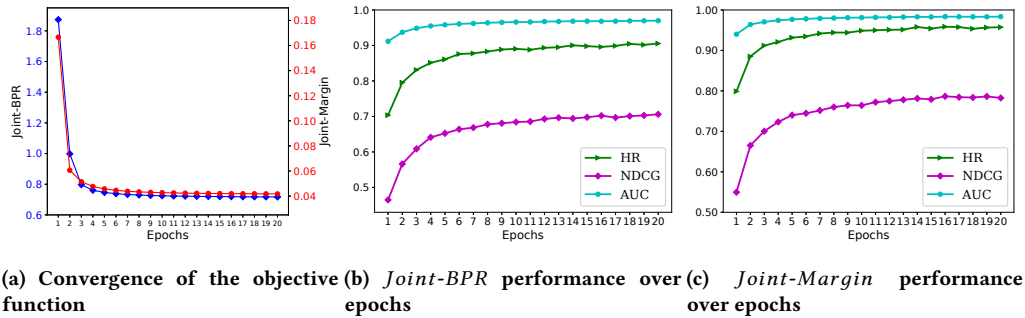 1.8
1.6
1.4
1.2
1.0
0.8
0.6
Joint-BPR
0.18
0.16
0.14
0.12
0.10
0.08
0.06
0.04
Joint-Margin
1 2 3 4 5 6 7 8 9 10 11 12 13 14 15 16 17 18 19 20
Epochs
1.0
0.9
0.8
0.7
0.6
0.5
HR
NDCG
AUC
1 2 3 4 5 6 7 8 9 10 11 12 13 14 15 16 17 18 19 20
Epochs
1.00
0.90
0.80
0.70
0.60
0.50
HR
NDCG
AUC
1 2 3 4 5 6 7 8 9 10 11 12 13 14 15 16 17 18 19 20
Epochs
(a) Convergence of the objective
function
(b) Joint-BPR performance over
epochs
(c) Joint-Margin performance
over epochs